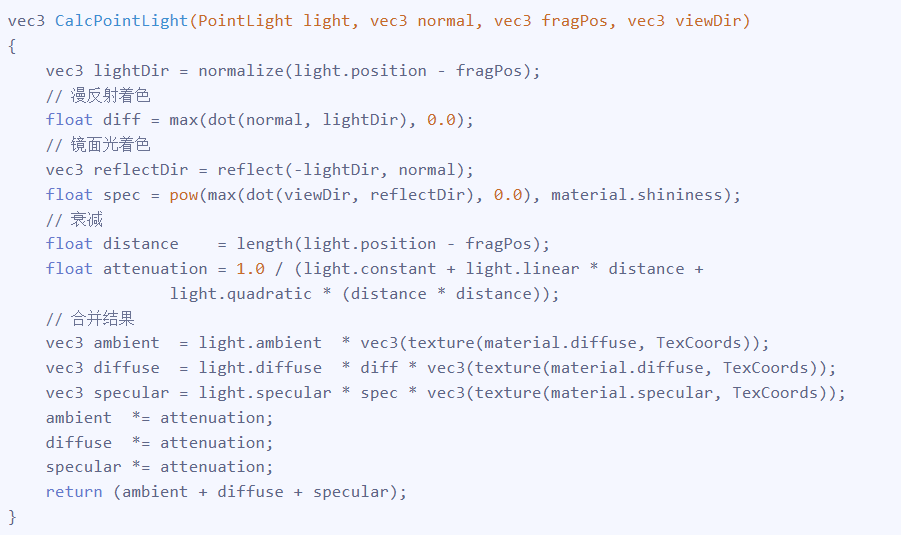 vec3 CalcPointLight(PointLight light, vec3 normal, vec3 fragPos, vec3 viewDir)
{
    vec3 lightDir = normalize(light.position - fragPos);
    // 漫反射着色
    float diff = max(dot(normal, lightDir), 0.0);
    // 镜面光着色
    vec3 reflectDir = reflect(-lightDir, normal);
    float spec = pow(max(dot(viewDir, reflectDir), 0.0), material.shininess);
    // 衰减
    float distance    = length(light.position - fragPos);
    float attenuation = 1.0 / (light.constant + light.linear * distance +
                 light.quadratic * (distance * distance));
    // 合并结果
    vec3 ambient  = light.ambient  * vec3(texture(material.diffuse, TexCoords));
    vec3 diffuse  = light.diffuse  * diff * vec3(texture(material.diffuse, TexCoords));
    vec3 specular = light.specular * spec * vec3(texture(material.specular, TexCoords));
    ambient  *= attenuation;
    diffuse  *= attenuation;
    specular *= attenuation;
    return (ambient + diffuse + specular);
}